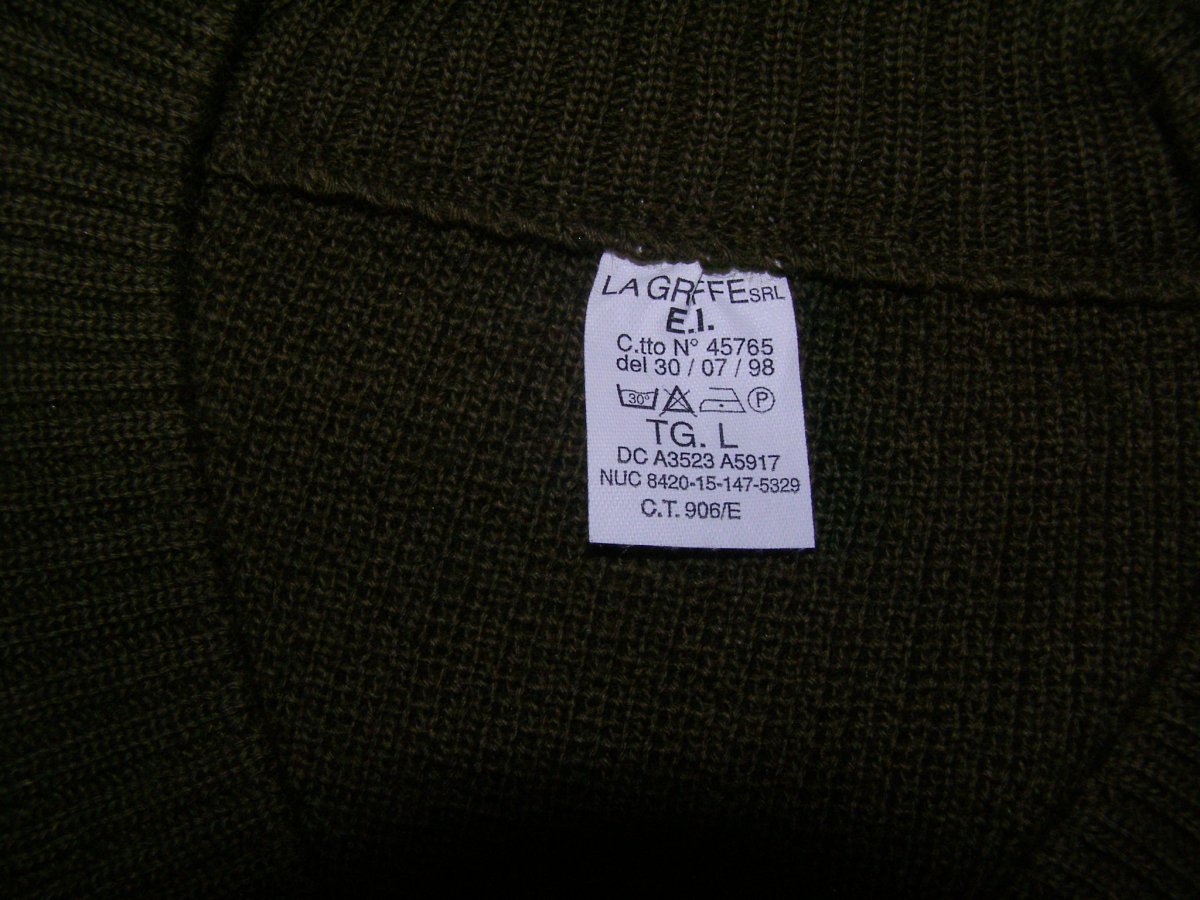 LA GRIFFE SRL
E.I.
C.tto N° 45765
del 30 / 07 / 98
30° P
TG. L
DC A3523 A5917
NUC 8420-15-147-5329
C.T. 906/E